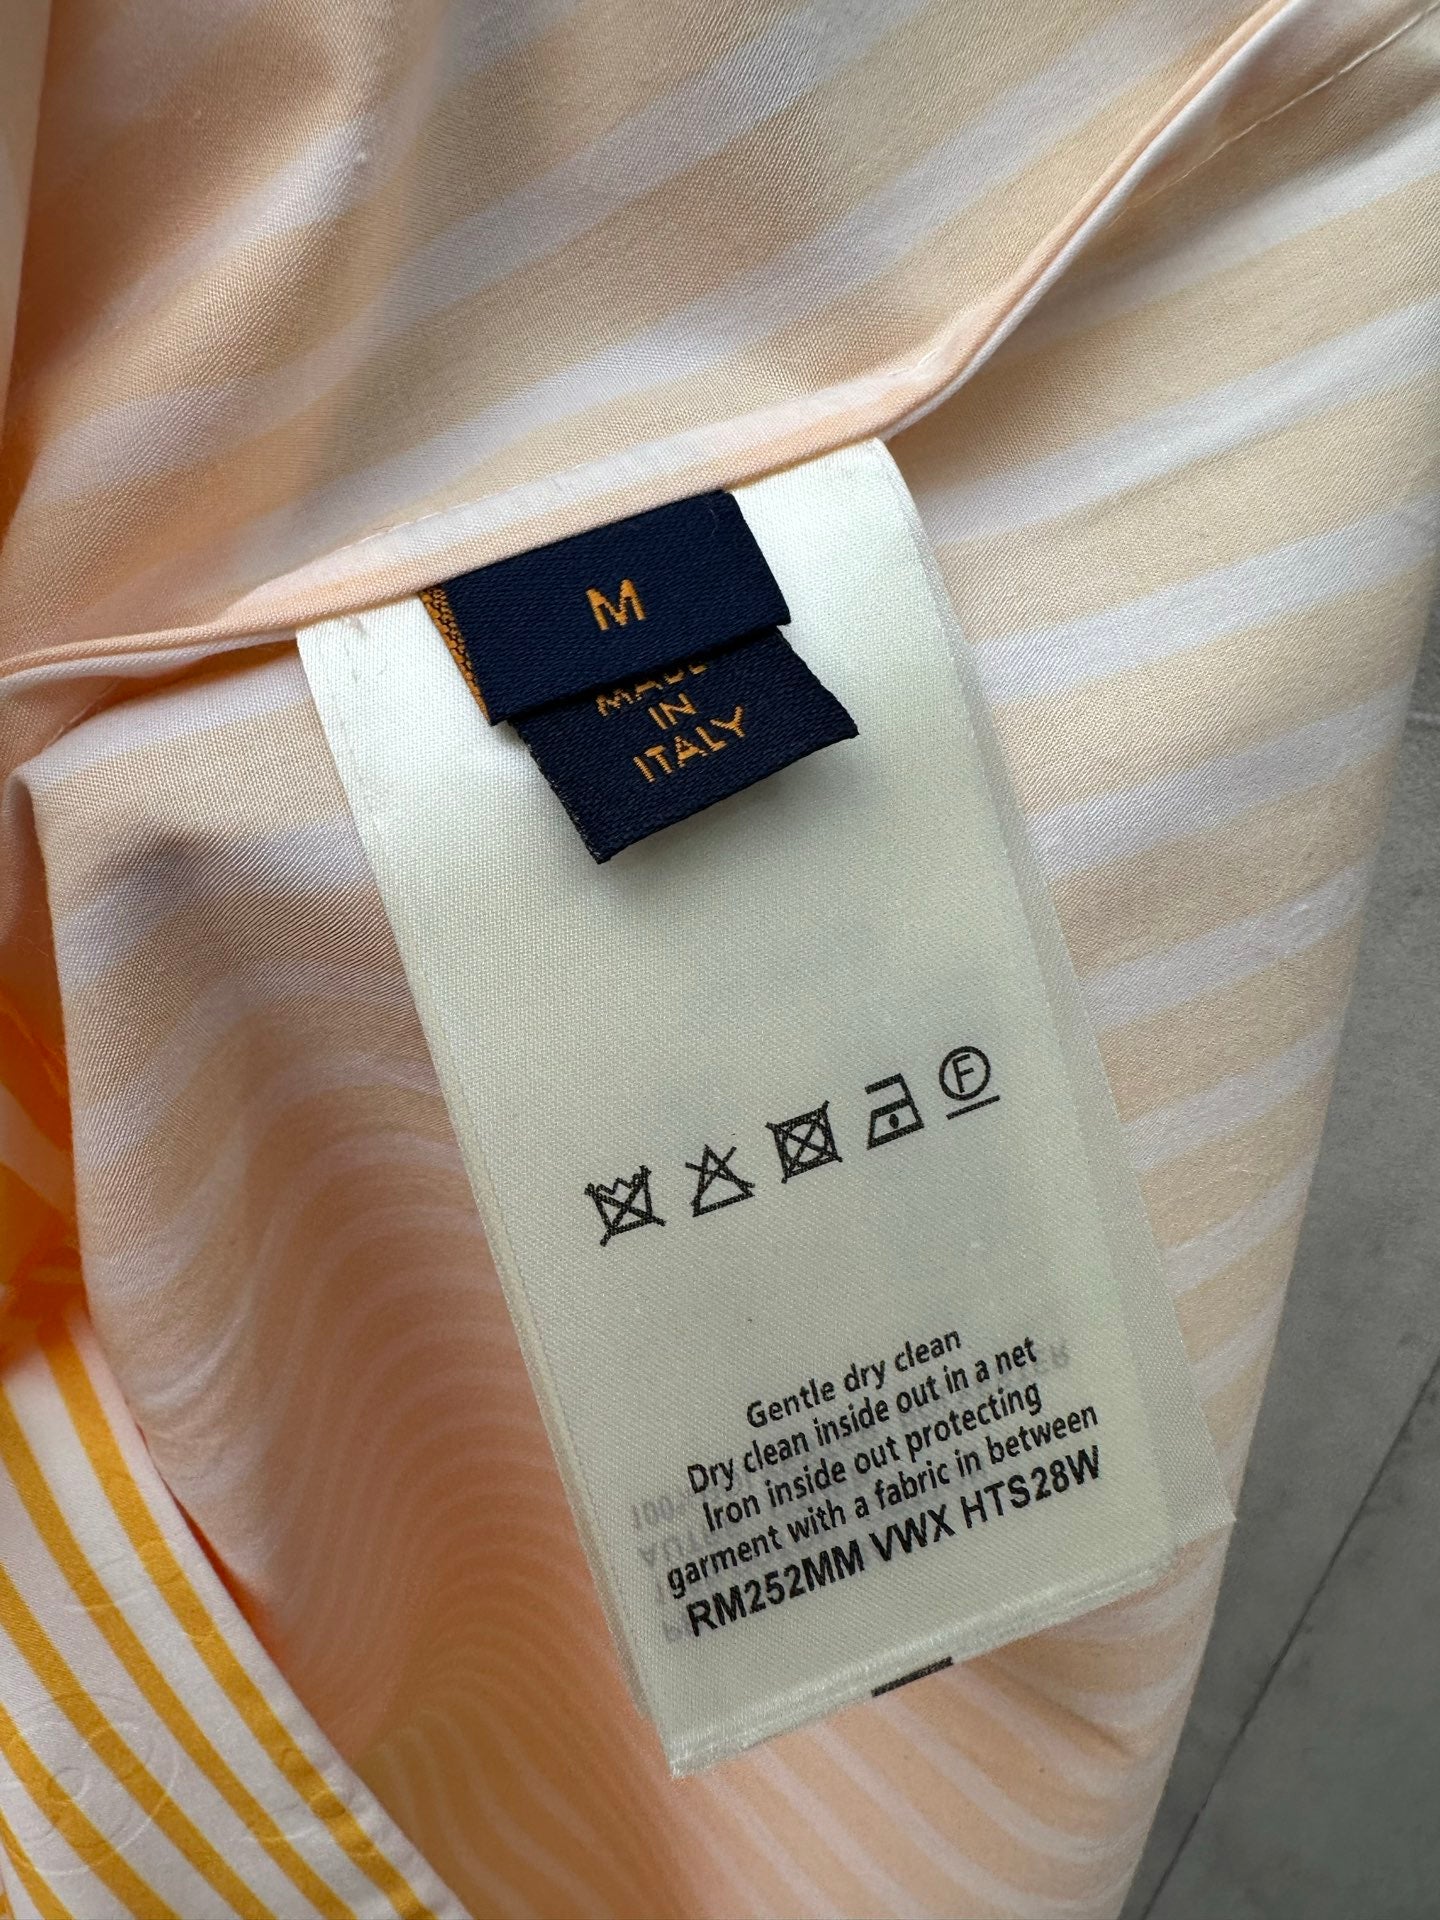 M
MADE
IN
ITALY
F
Gentle dry clean
Dry clean inside out in a net
Iron inside out protecting
garment with a fabric in between
RM252MM VWX HTS28W